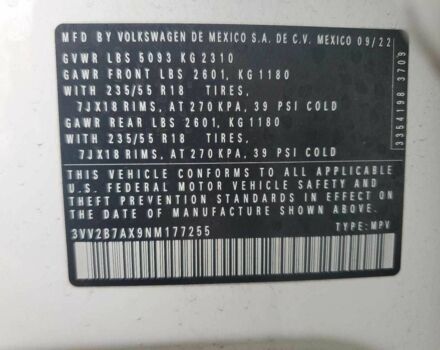 MFD BY VOLKSWAGEN DE MEXICO S.A. DE C.V. MEXICO 09/22
GVWR LBS 5093 KG 2310
GAWR FRONT LBS 2601, KG 1180
WITH 235/55 R18 TIRES,
7JX18 RIMS, AT 270 KPA, 39 PSI COLD
GAWR REAR LBS 2601, KG 1180
WITH 235/55 R18 TIRES,
7JX18 RIMS, AT 270 KPA, 39 PSI COLD
THIS VEHICLE CONFORMS TO ALL APPLICABLE
U.S. FEDERAL MOTOR VEHICLE SAFETY AND
THEFT PREVENTION STANDARDS IN EFFECT ON THE
DATE OF MANUFACTURE SHOWN ABOVE.
3VV2B7AX9NM177255 TYPE: MPV
3354198 3709